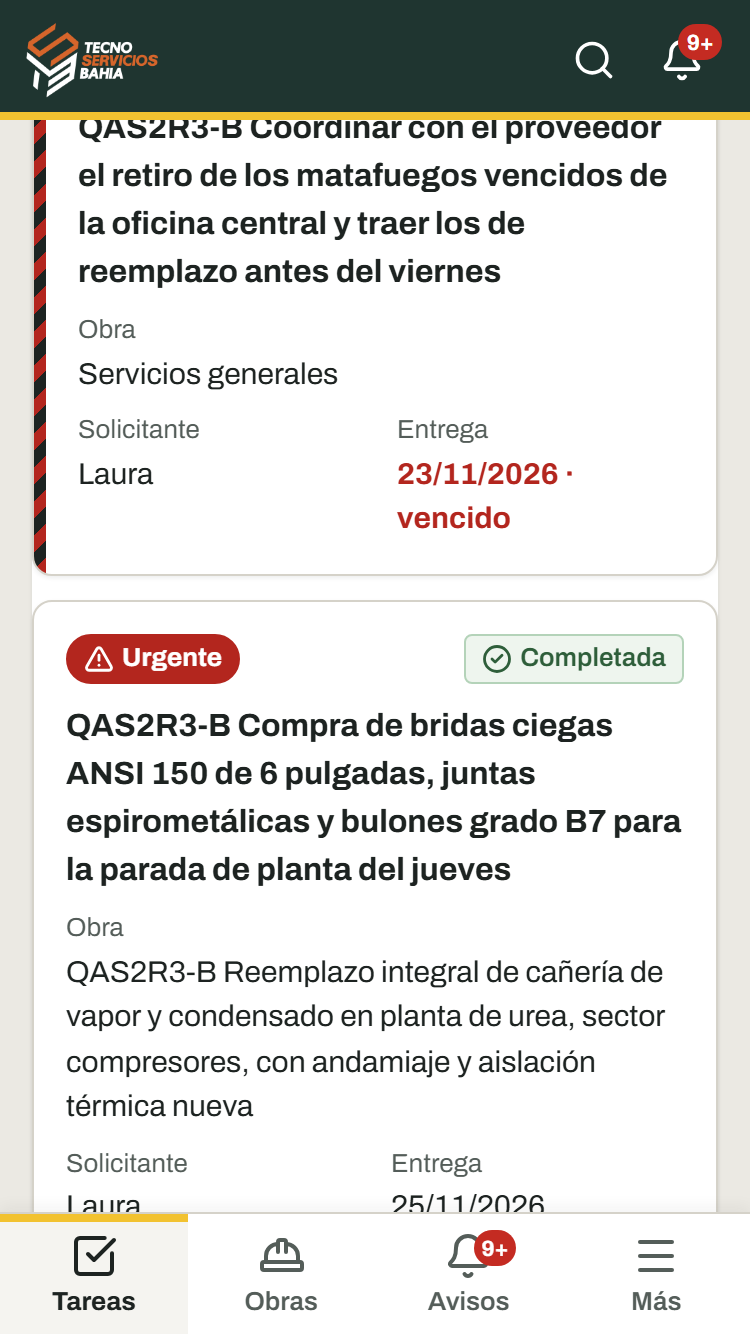 TECNO
SERVICIOS
BAHIA
9+
QAS2R3-B Coordinar con el proveedor
el retiro de los matafuegos vencidos de
la oficina central y traer los de
reemplazo antes del viernes
Obra
Servicios generales
Solicitante
Entrega
Laura
23/11/2026 ·
vencido
Urgente
Completada
QAS2R3-B Compra de bridas ciegas
ANSI 150 de 6 pulgadas, juntas
espirometálicas y bulones grado B7 para
la parada de planta del jueves
Obra
QAS2R3-B Reemplazo integral de cañería de
vapor y condensado en planta de urea, sector
compresores, con andamiaje y aislación
térmica nueva
Solicitante
Entrega
Laura
25/11/2026
9+
Tareas
Obras
Avisos
Más